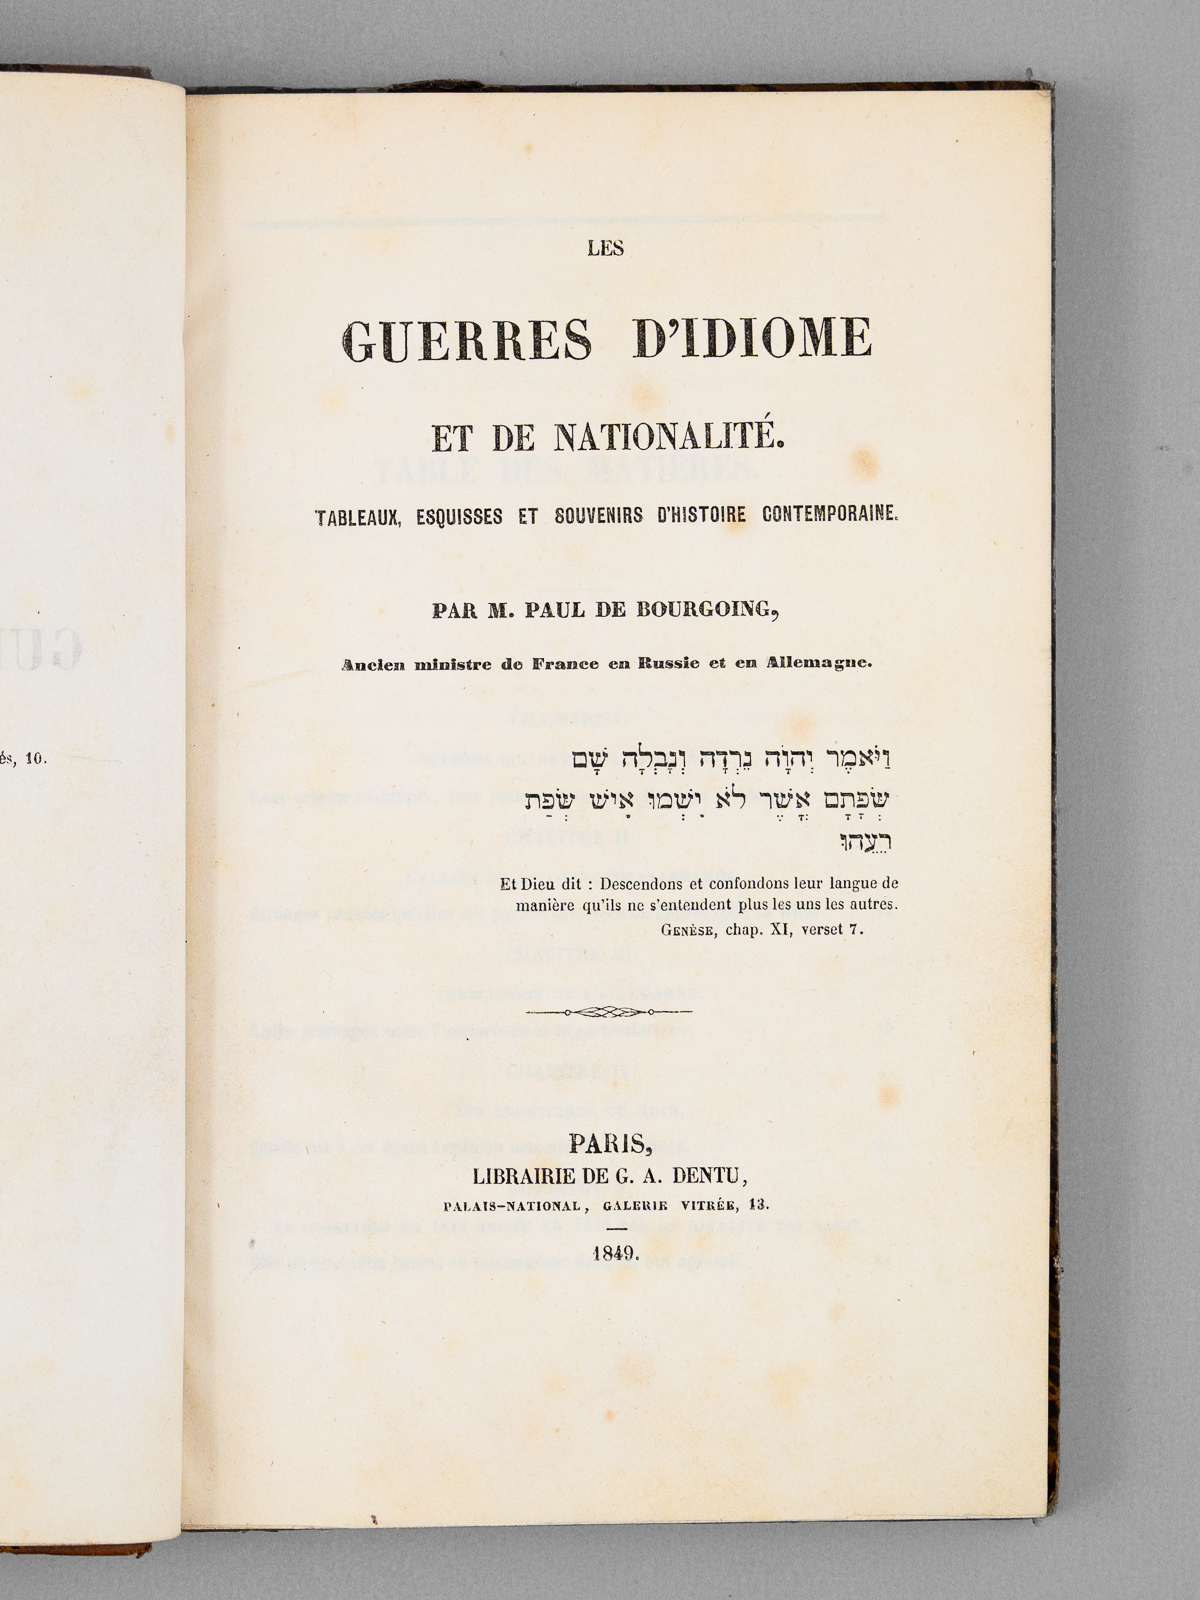 és, 10.
LES
GUERRES D'IDIOME
ET DE NATIONALITÉ.
TABLEAUX, ESQUISSES ET SOUVENIRS D'HISTOIRE CONTEMPORAINE.
PAR M. PAUL DE BOURGOING,
Ancien ministre de France en Russie et en Allemagne.
וַיֹּאמֶר יְהוָֹה נֵרְדָה וְנָבְלָה שָׁם
שְׂפָתָם אֲשֶׁר לֹא יִשְׁמוּ אִישׁ שְׂפַת
רֵעֵהוּ
Et Dieu dit : Descendons et confondons leur langue de
manière qu'ils ne s'entendent plus les uns les autres.
GENÈSE, chap. XI, verset 7.
PARIS,
LIBRAIRIE DE G. A. DENTU,
PALAIS-NATIONAL, GALERIE VITRÉE, 13.
1849.